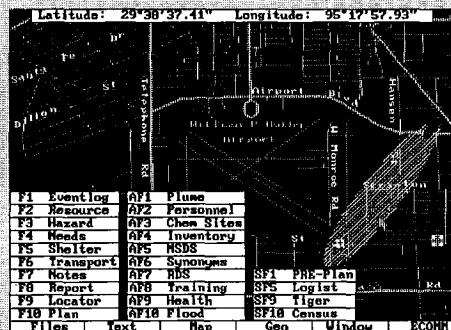 Latitude: 29°38'37.41" Longitude: 95°17'57.93"
Santa Fe Dr
St
Dillon
Telephone Rd
Airport Blvd
Hansen
William P Hobby
Airport
W Monroe Rd
Scranton
St
Rd
F1 Eventlog AF1 Plume
F2 Resource AF2 Personnel
F3 Hazard AF3 Chem Sites
F4 Needs AF4 Inventory
F5 Shelter AF5 MSDS
F6 Transport AF6 Synonyms
F7 Notes AF7 RDS SF1 PRE-Plan
F8 Report AF8 Training SF5 Logist
F9 Locator AF9 Health SF9 Tiger
F10 Plan AF10 Flood SF10 Census
Files Text Map Geo Window ECOMM